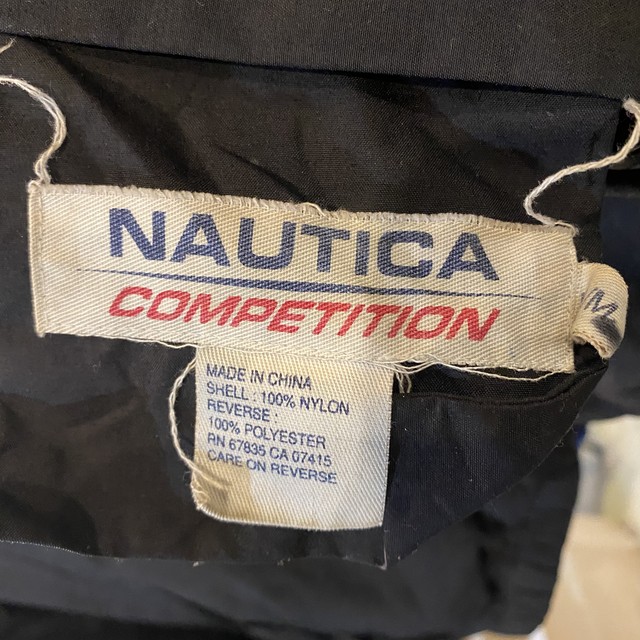 NAUTICA
COMPETITION
M
MADE IN CHINA
SHELL : 100% NYLON
REVERSE :
100% POLYESTER
RN 67835 CA 07415
CARE ON REVERSE